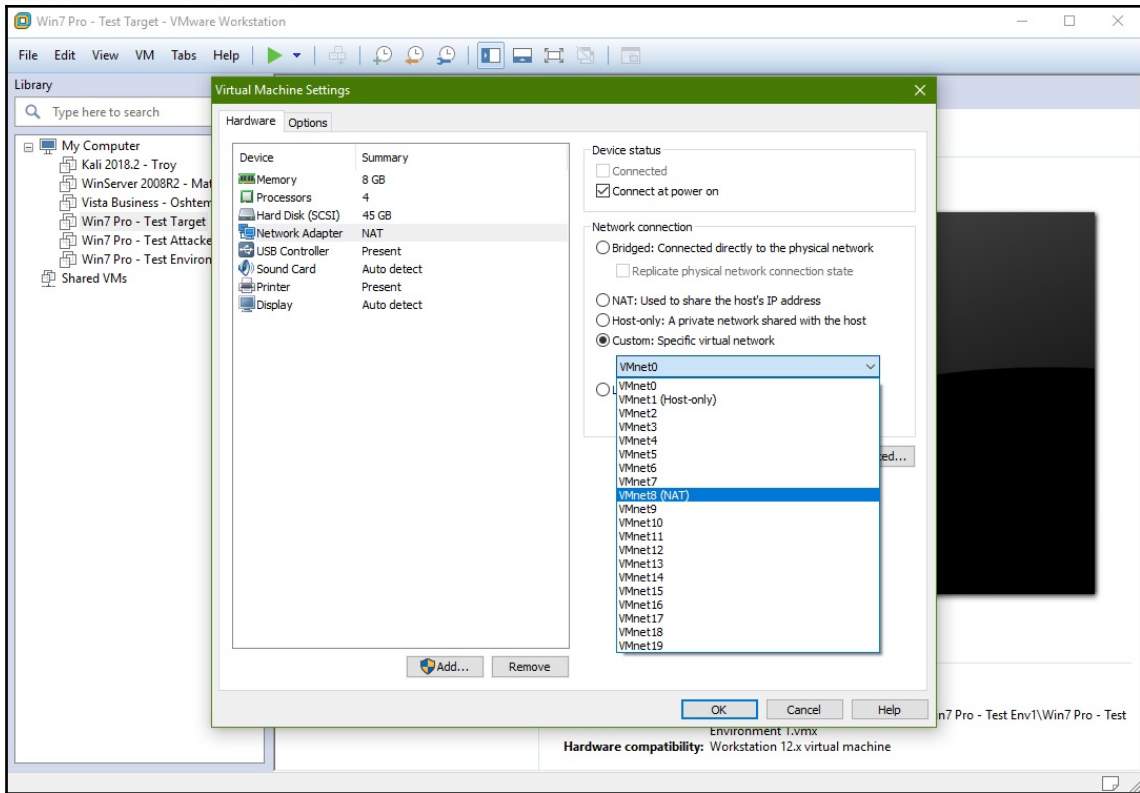 Win7 Pro - Test Target - VMware Workstation
File Edit View VM Tabs Help
Library
Type here to search
My Computer
Kali 2018.2 - Troy
WinServer 2008R2 - Mat
Vista Business - Oshtem
Win7 Pro - Test Target
Win7 Pro - Test Attacke
Win7 Pro - Test Environ
Shared VMs
Virtual Machine Settings
Hardware Options
Device Summary
Memory 8 GB
Processors 4
Hard Disk (SCSI) 45 GB
Network Adapter NAT
USB Controller Present
Sound Card Auto detect
Printer Present
Display Auto detect
Add... Remove
Device status
Connected
Connect at power on
Network connection
Bridged: Connected directly to the physical network
Replicate physical network connection state
NAT: Used to share the host's IP address
Host-only: A private network shared with the host
Custom: Specific virtual network
VMnet0
VMnet0
VMnet1 (Host-only)
VMnet2
VMnet3
VMnet4
VMnet5
VMnet6
VMnet7
VMnet8 (NAT)
VMnet9
VMnet10
VMnet11
VMnet12
VMnet13
VMnet14
VMnet15
VMnet16
VMnet17
VMnet18
VMnet19
ed...
OK Cancel Help
n7 Pro - Test Env1\Win7 Pro - Test
Environment 1.vmx
Hardware compatibility: Workstation 12.x virtual machine